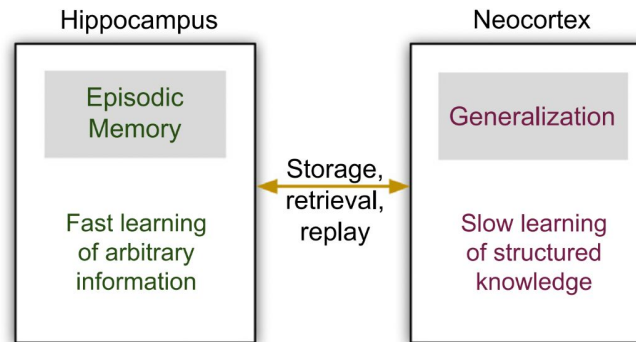 Hippocampus
Episodic
Memory
Fast learning
of arbitrary
information
Storage,
retrieval,
replay
Neocortex
Generalization
Slow learning
of structured
knowledge